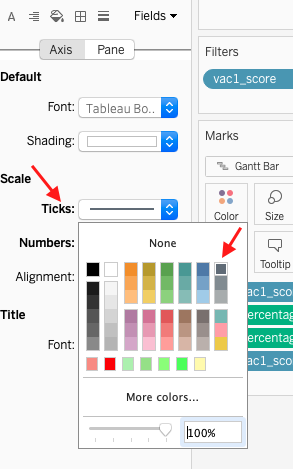 A
Fields
Axis
Pane
Default
Font:
Tableau Bo..
Shading:
Scale
Ticks:
Numbers:
Alignment:
Title
Font:
None
More colors...
100%
Filters
vac1_score
Marks
Gantt Bar
Color
Size
Tooltip
ac1_sco
ercentag
ercentag
ac1_sco